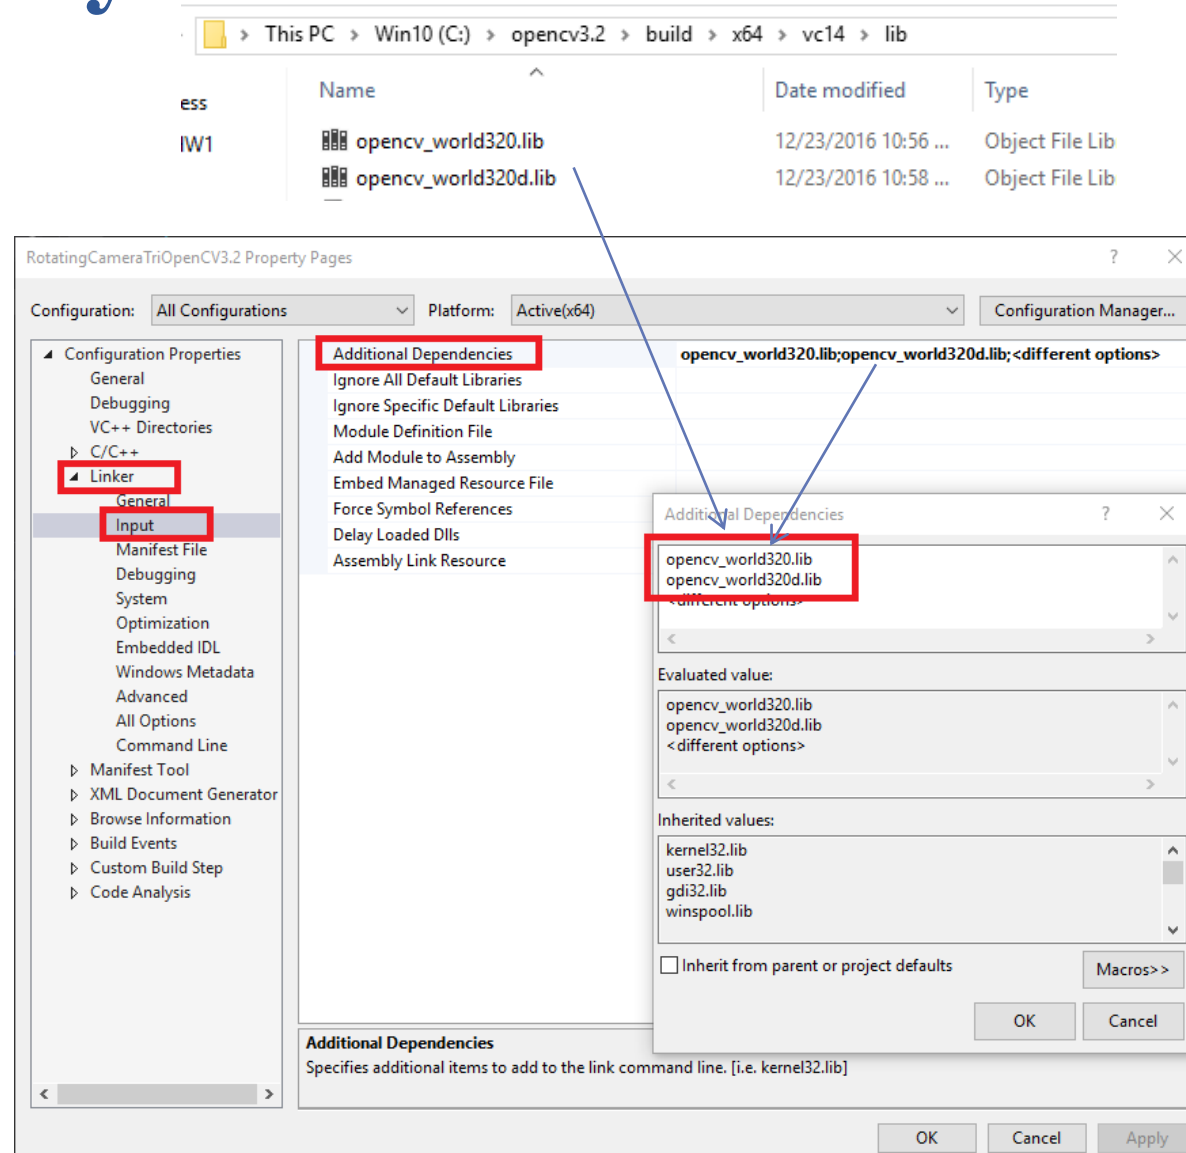 This PC > Win10 (C:) > opencv3.2 > build > x64 > vc14 > lib
Name Date modified Type
ess
IW1
opencv_world320.lib 12/23/2016 10:56 ... Object File Lib
opencv_world320d.lib 12/23/2016 10:58 ... Object File Lib
RotatingCameraTriOpenCV3.2 Property Pages ?
Configuration: All Configurations Platform: Active(x64) Configuration Manager...
Configuration Properties
General
Debugging
VC++ Directories
C/C++
Linker
General
Input
Manifest File
Debugging
System
Optimization
Embedded IDL
Windows Metadata
Advanced
All Options
Command Line
Manifest Tool
XML Document Generator
Browse Information
Build Events
Custom Build Step
Code Analysis
Additional Dependencies opencv_world320.lib;opencv_world320d.lib;<different options>
Ignore All Default Libraries
Ignore Specific Default Libraries
Module Definition File
Add Module to Assembly
Embed Managed Resource File
Force Symbol References
Delay Loaded Dlls
Assembly Link Resource
Additional Dependencies ?
opencv_world320.lib
opencv_world320d.lib
<different options>
Evaluated value:
opencv_world320.lib
opencv_world320d.lib
<different options>
Inherited values:
kernel32.lib
user32.lib
gdi32.lib
winspool.lib
Inherit from parent or project defaults
Macros>>
OK Cancel
Additional Dependencies
Specifies additional items to add to the link command line. [i.e. kernel32.lib]
OK Cancel Apply